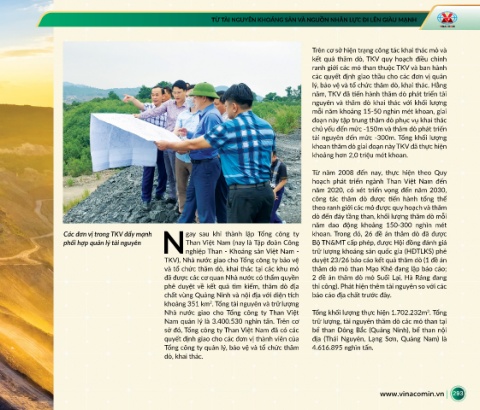 TỪ TÀI NGUYÊN KHOÁNG SẢN VÀ NGUỒN NHÂN LỰC ĐI LÊN GIÀU MẠNH
Các đơn vị trong TKV đẩy mạnh
phối hợp quản lý tài nguyên
Ngay sau khi thành lập Tổng công ty
Than Việt Nam (nay là Tập đoàn Công
nghiệp Than - Khoáng sản Việt Nam -
TKV), Nhà nước giao cho Tổng công ty bảo vệ
và tổ chức thăm dò, khai thác tại các khu mỏ
đã được các cơ quan Nhà nước có thẩm quyền
phê duyệt về kết quả tìm kiếm, thăm dò địa
chất vùng Quảng Ninh và nội địa với diện tích
khoảng 351 km². Tổng tài nguyên và trữ lượng
Nhà nước giao cho Tổng công ty Than Việt
Nam quản lý là 3.400.530 nghìn tấn. Trên cơ
sở đó, Tổng công ty Than Việt Nam đã có các
quyết định giao cho các đơn vị thành viên của
Tổng công ty quản lý, bảo vệ và tổ chức thăm
dò, khai thác.
Trên cơ sở hiện trạng công tác khai thác mỏ và
kết quả thăm dò, TKV quy hoạch điều chỉnh
ranh giới các mỏ than thuộc TKV và ban hành
các quyết định giao thầu cho các đơn vị quản
lý, bảo vệ và tổ chức thăm dò, khai thác. Hằng
năm, TKV đã tiến hành thăm dò phát triển tài
nguyên và thăm dò khai thác với khối lượng
mỗi năm khoảng 15-50 nghìn mét khoan, giai
đoạn này tập trung thăm dò phục vụ khai thác
chủ yếu đến mức -150m và thăm dò phát triển
tài nguyên đến mức -300m. Tổng khối lượng
khoan thăm dò giai đoạn này TKV đã thực hiện
khoảng hơn 2,0 triệu mét khoan.
Từ năm 2008 đến nay, thực hiện theo Quy
hoạch phát triển ngành Than Việt Nam đến
năm 2020, có xét triển vọng đến năm 2030,
công tác thăm dò được tiến hành tổng thể
theo ranh giới các mỏ được quy hoạch và thăm
dò đến đáy tầng than, khối lượng thăm dò mỗi
năm dao động khoảng 150-300 nghìn mét
khoan. Trong đó, 26 đề án thăm dò đã được
Bộ TN&MT cấp phép, được Hội đồng đánh giá
trữ lượng khoáng sản quốc gia (HĐTLKS) phê
duyệt 23/26 báo cáo kết quả thăm dò (1 đề án
thăm dò mỏ than Mạo Khê đang lập báo cáo;
2 đề án thăm dò mỏ Suối Lại, Hà Ráng đang
thi công). Phát hiện thêm tài nguyên so với các
báo cáo địa chất trước đây.
Tổng khối lượng thực hiện 1.702.232m². Tổng
trữ lượng, tài nguyên thăm dò các mỏ than tại
bể than Đông Bắc (Quảng Ninh), bể than nội
địa (Thái Nguyên, Lạng Sơn, Quảng Nam) là
4.616.895 nghìn tấn.
www.vinacomin.vn | 293